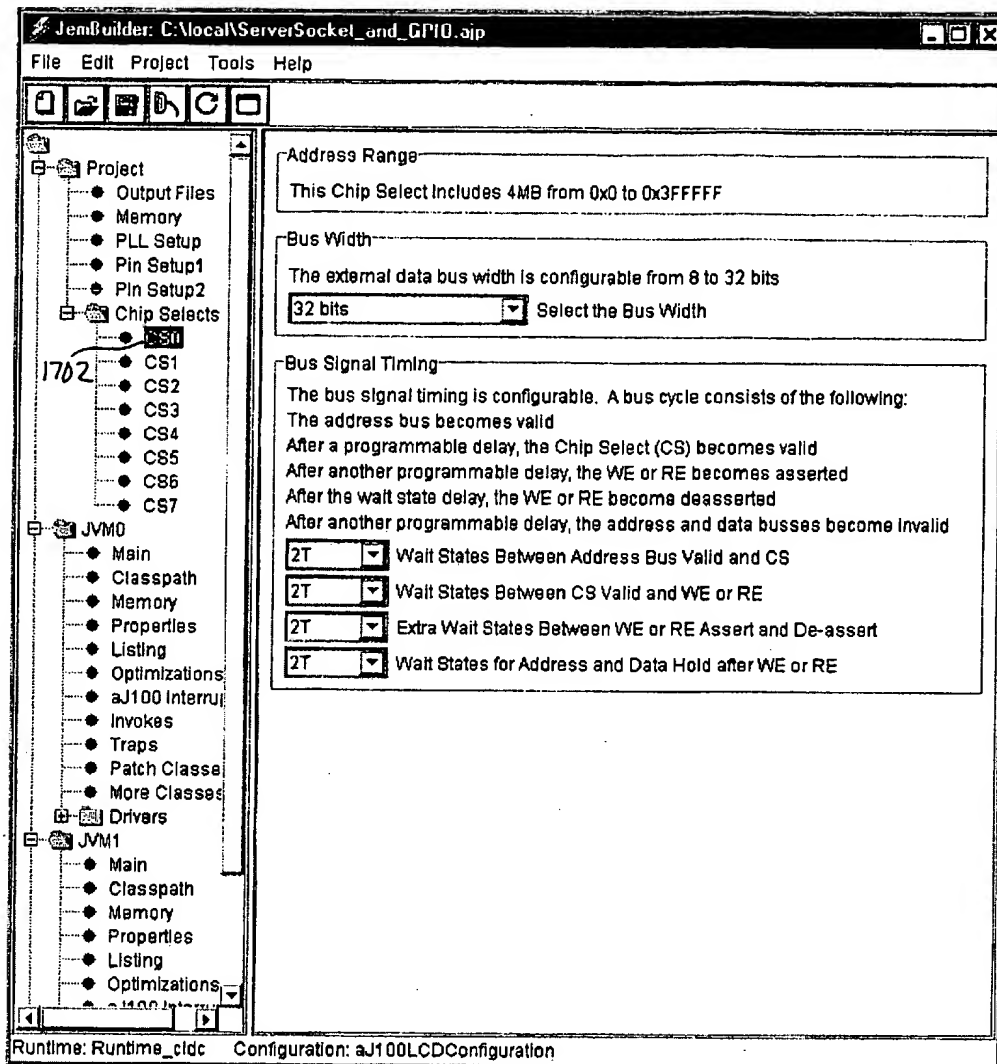 JemBuilder: C:\local\ServerSocket_and_GPIO.ajp
File Edit Project Tools Help
Project
Output Files
Memory
PLL Setup
Pin Setup1
Pin Setup2
Chip Selects
CS0
1702
CS1
CS2
CS3
CS4
CS5
CS6
CS7
JVM0
Main
Classpath
Memory
Properties
Listing
Optimizations
aJ100 Interru
Invokes
Traps
Patch Classe
More Classes
Drivers
JVM1
Main
Classpath
Memory
Properties
Listing
Optimizations
Address Range
This Chip Select Includes 4MB from 0x0 to 0x3FFFFF
Bus Width
The external data bus width is configurable from 8 to 32 bits
32 bits Select the Bus Width
Bus Signal Timing
The bus signal timing is configurable. A bus cycle consists of the following:
The address bus becomes valid
After a programmable delay, the Chip Select (CS) becomes valid
After another programmable delay, the WE or RE becomes asserted
After the wait state delay, the WE or RE become deasserted
After another programmable delay, the address and data busses become invalid
2T Wait States Between Address Bus Valid and CS
2T Wait States Between CS Valid and WE or RE
2T Extra Wait States Between WE or RE Assert and De-assert
2T Wait States for Address and Data Hold after WE or RE
Runtime: Runtime_cldc Configuration: aJ100LCDConfiguration